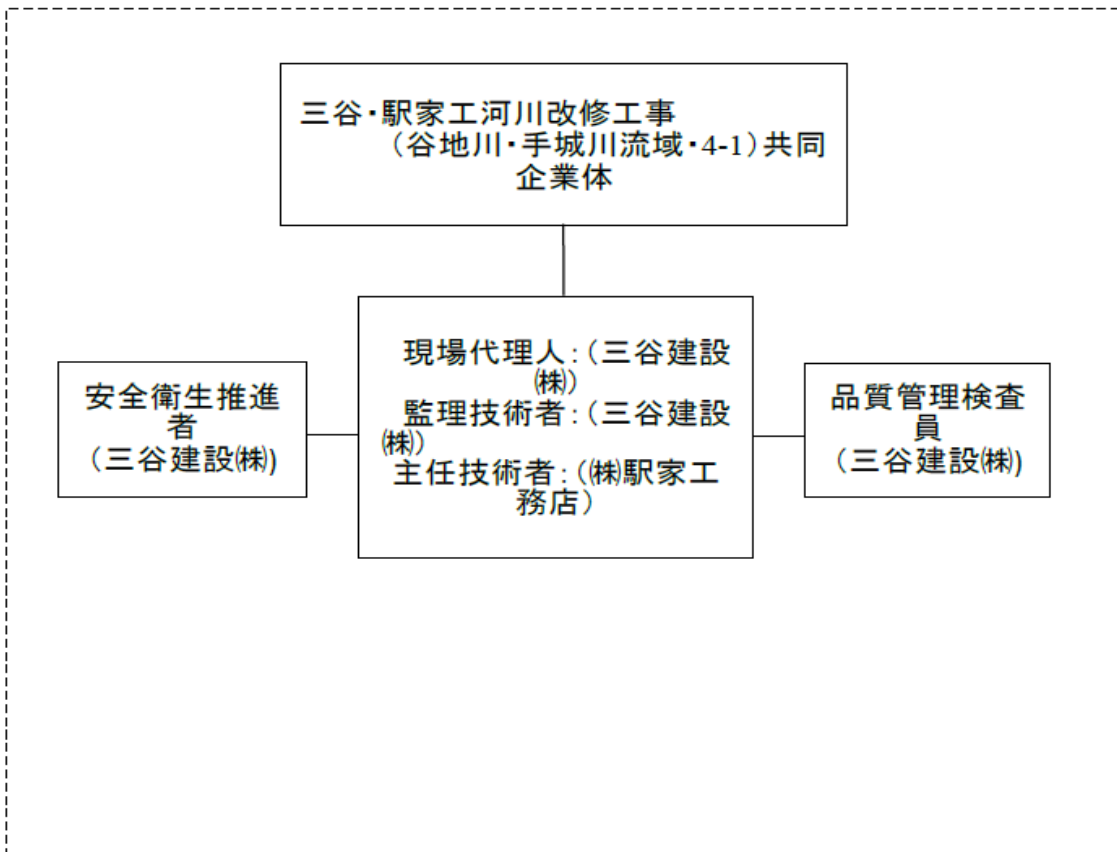 三谷・駅家工河川改修工事
（谷地川・手城川流域・4-1）共同
企業体
現場代理人：（三谷建設
㈱）
監理技術者：（三谷建設
㈱）
主任技術者：（㈱駅家工
務店）
安全衛生推進
者
（三谷建設㈱)
品質管理検査
員
（三谷建設㈱)